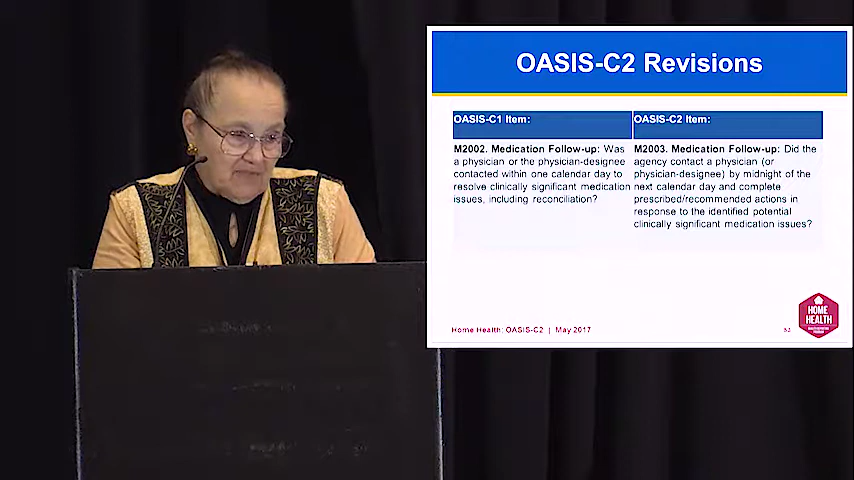 OASIS-C2 Revisions
OASIS-C1 Item:
M2002. Medication Follow-up: Was
a physician or the physician-designee
contacted within one calendar day to
resolve clinically significant medication
issues, including reconciliation?
OASIS-C2 Item:
M2003. Medication Follow-up: Did the
agency contact a physician (or
physician-designee) by midnight of the
next calendar day and complete
prescribed/recommended actions in
response to the identified potential
clinically significant medication issues?
Home Health: OASIS-C2 | May 2017
HOME
HEALTH